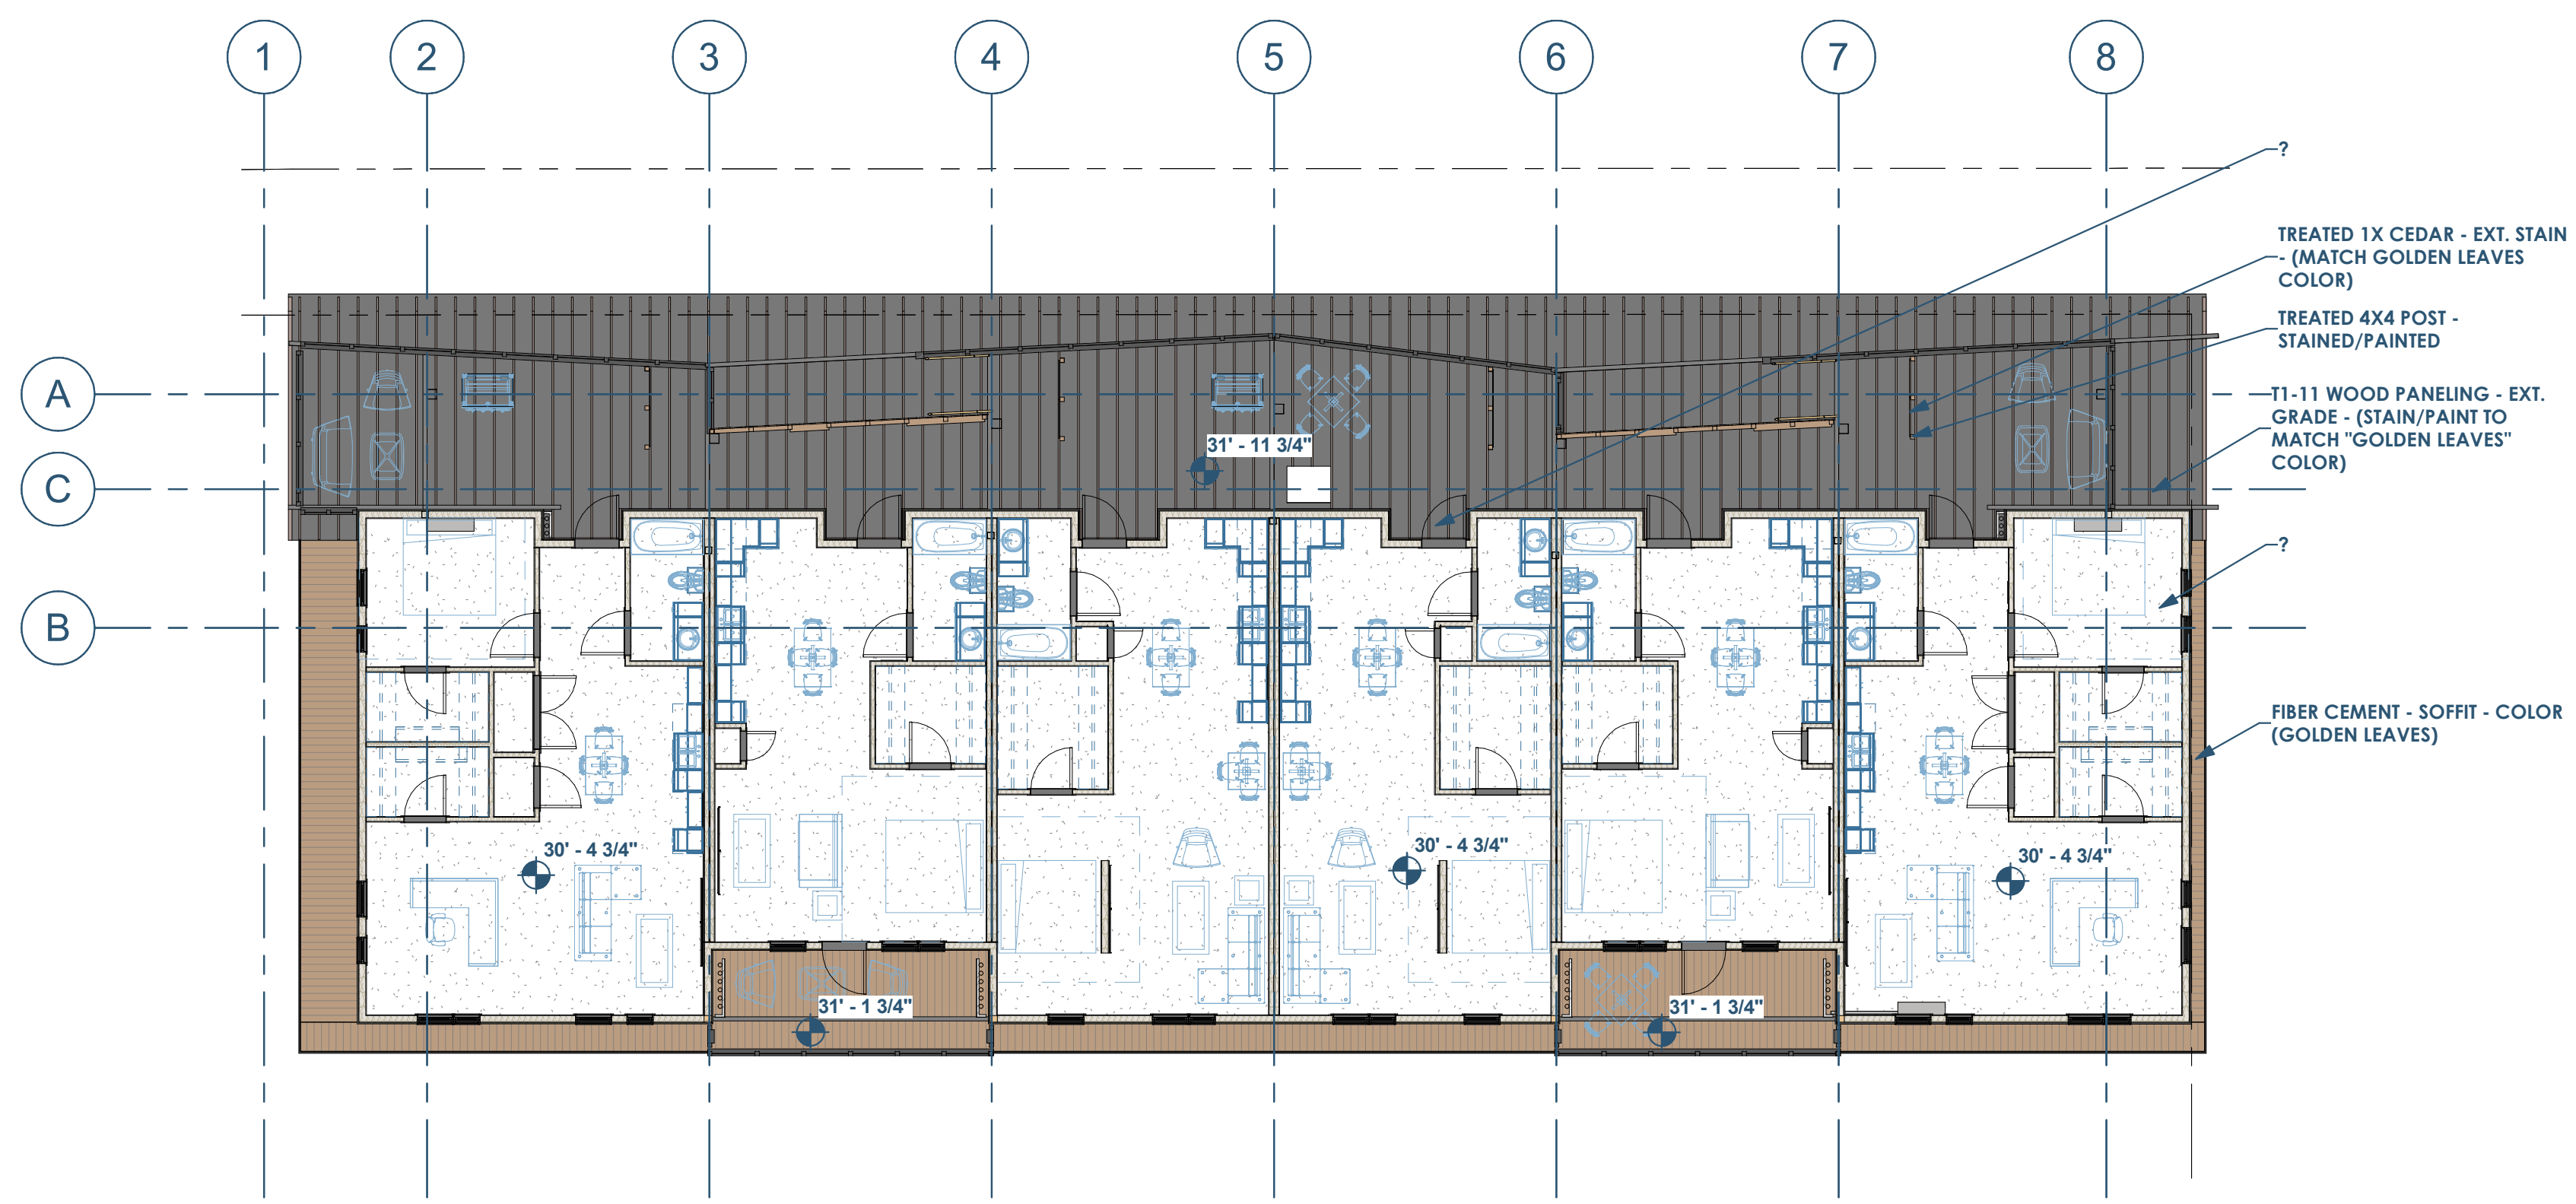 1
2
3
4
5
6
7
8
?
TREATED 1X CEDAR - EXT. STAIN
- (MATCH GOLDEN LEAVES
COLOR)
TREATED 4X4 POST -
STAINED/PAINTED
A
T1-11 WOOD PANELING - EXT.
GRADE - (STAIN/PAINT TO
MATCH "GOLDEN LEAVES"
COLOR)
31' - 11 3/4"
C
?
B
FIBER CEMENT - SOFFIT - COLOR
(GOLDEN LEAVES)
30' - 4 3/4"
30' - 4 3/4"
30' - 4 3/4"
31' - 1 3/4"
31' - 1 3/4"